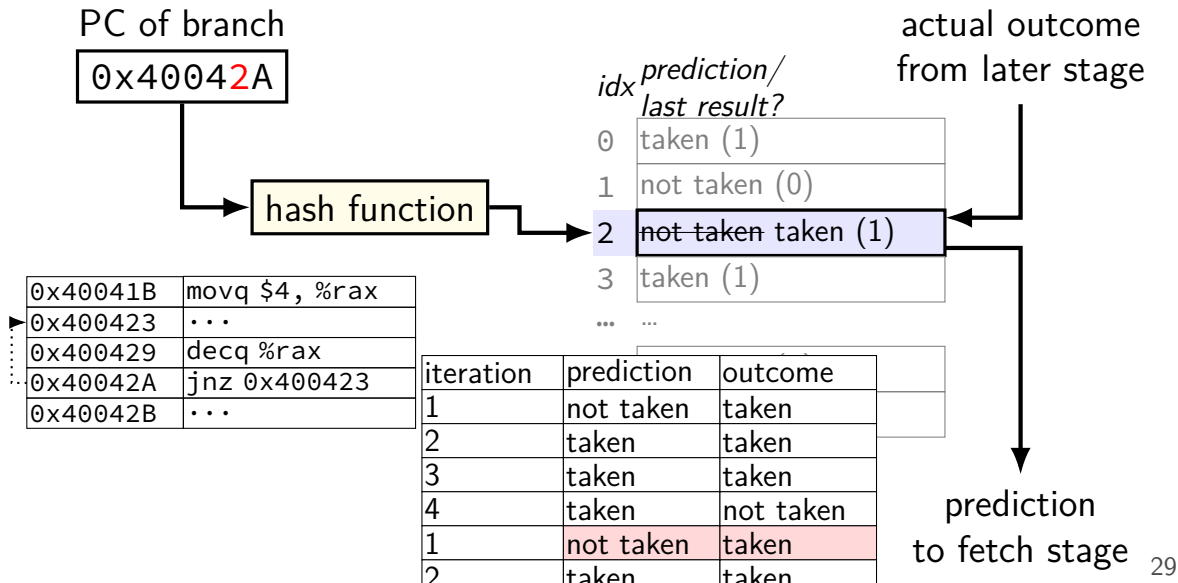 PC of branch
0x40042A
hash function
idx
prediction/
last result?
0 taken (1)
1 not taken (0)
2 not taken taken (1)
3 taken (1)
... ...
actual outcome
from later stage
prediction
to fetch stage
0x40041B movq $4, %rax
0x400423 ···
0x400429 decq %rax
0x40042A jnz 0x400423
0x40042B ···
iteration prediction outcome
1 not taken taken
2 taken taken
3 taken taken
4 taken not taken
1 not taken taken
2 taken taken
29